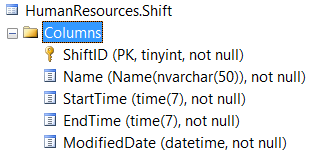 HumanResources.Shift
Columns
ShiftID (PK, tinyint, not null)
Name (Name(nvarchar(50)), not null)
StartTime (time(7), not null)
EndTime (time(7), not null)
ModifiedDate (datetime, not null)